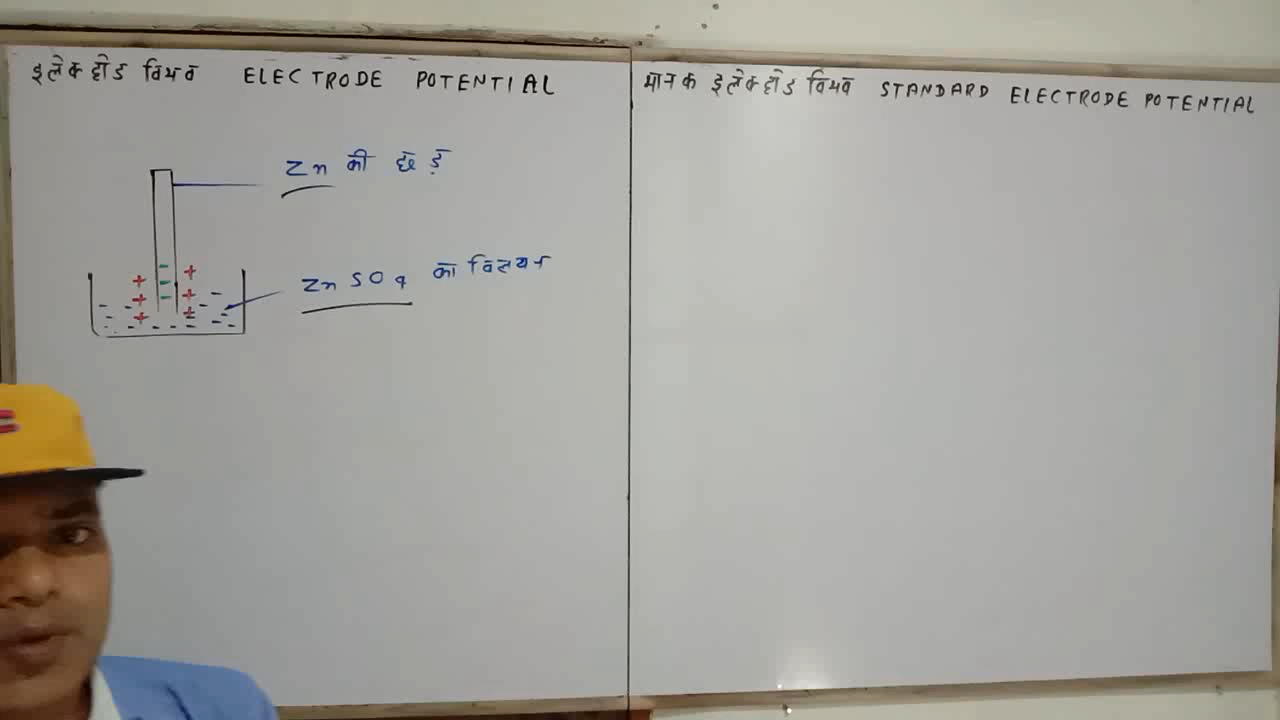 इलेक्ट्रोड विभव ELECTRODE POTENTIAL
Zn की छड़
ZnSO4 का विलयन
मानक इलेक्ट्रोड विभव STANDARD ELECTRODE POTENTIAL